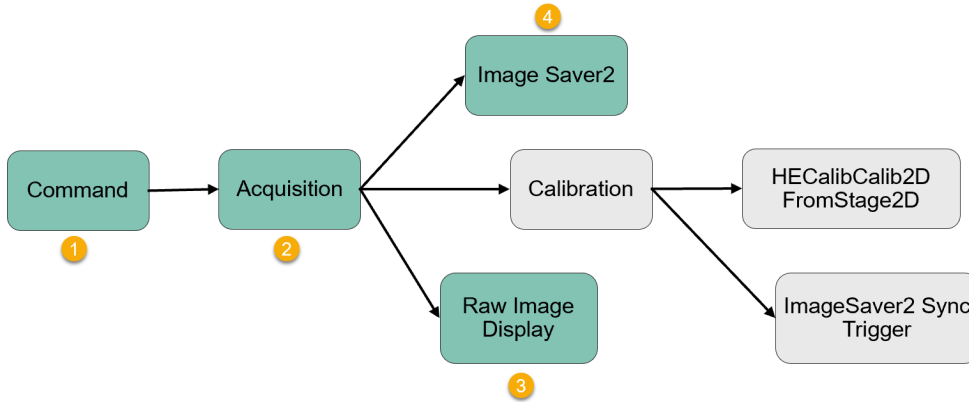 4
Image Saver2
Command
Acquisition
Calibration
HECalibCalib2D
FromStage2D
1
2
Raw Image
Display
ImageSaver2 Sync
Trigger
3